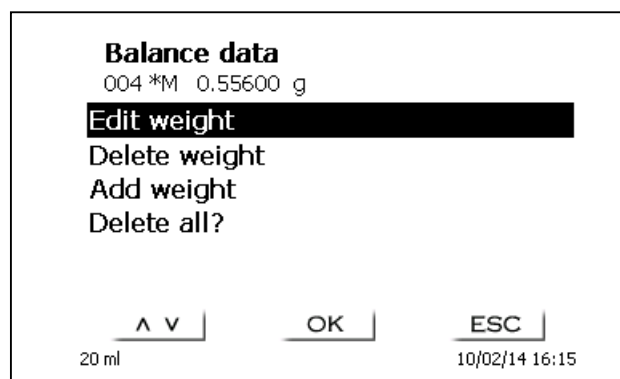 Balance data
004 *M 0.55600 g
Edit weight
Delete weight
Add weight
Delete all?
∧ ∨ OK ESC
20 ml 10/02/14 16:15